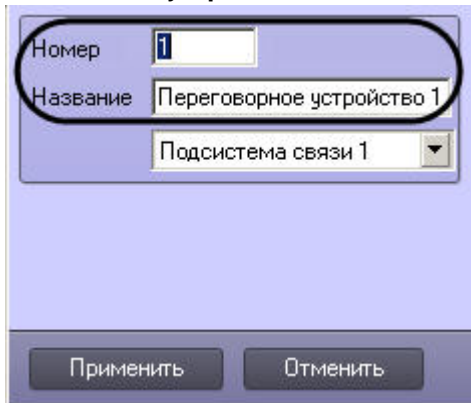 Номер 1
Название Переговорное устройство 1
Подсистема связи 1
Применить Отменить